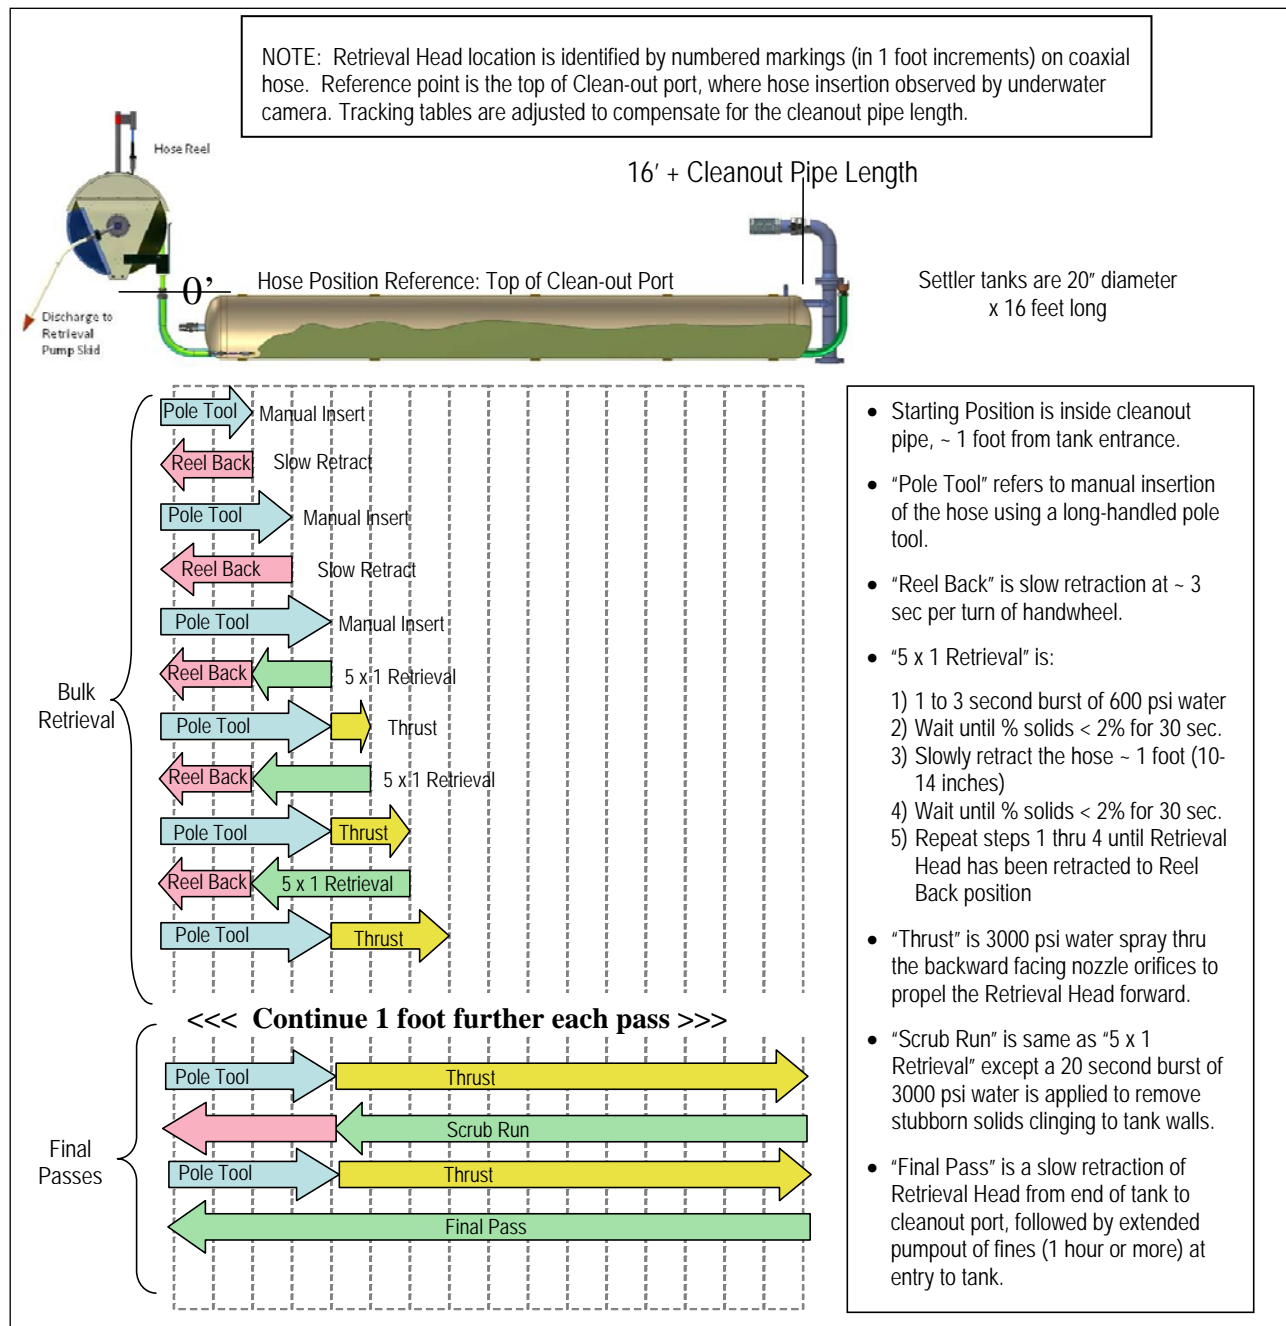 NOTE: Retrieval Head location is identified by numbered markings (in 1 foot increments) on coaxial
hose. Reference point is the top of Clean-out port, where hose insertion observed by underwater
camera. Tracking tables are adjusted to compensate for the cleanout pipe length.
Hose Reel
16' + Cleanout Pipe Length
0'
Hose Position Reference: Top of Clean-out Port
Discharge to
Retrieval
Pump Skid
Settler tanks are 20" diameter
x 16 feet long
Bulk
Retrieval
Pole Tool Manual Insert
Reel Back Slow Retract
Pole Tool Manual Insert
Reel Back Slow Retract
Pole Tool Manual Insert
Reel Back 5 x 1 Retrieval
Pole Tool Thrust
Reel Back 5 x 1 Retrieval
Pole Tool Thrust
Reel Back 5 x 1 Retrieval
Pole Tool Thrust
<<< Continue 1 foot further each pass >>>
Final
Passes
Pole Tool Thrust
Scrub Run
Pole Tool Thrust
Final Pass
• Starting Position is inside cleanout
pipe, ~ 1 foot from tank entrance.
• "Pole Tool" refers to manual insertion
of the hose using a long-handled pole
tool.
• "Reel Back" is slow retraction at ~ 3
sec per turn of handwheel.
• "5 x 1 Retrieval" is:
1) 1 to 3 second burst of 600 psi water
2) Wait until % solids < 2% for 30 sec.
3) Slowly retract the hose ~ 1 foot (10-
14 inches)
4) Wait until % solids < 2% for 30 sec.
5) Repeat steps 1 thru 4 until Retrieval
Head has been retracted to Reel
Back position
• "Thrust" is 3000 psi water spray thru
the backward facing nozzle orifices to
propel the Retrieval Head forward.
• "Scrub Run" is same as "5 x 1
Retrieval" except a 20 second burst of
3000 psi water is applied to remove
stubborn solids clinging to tank walls.
• "Final Pass" is a slow retraction of
Retrieval Head from end of tank to
cleanout port, followed by extended
pumpout of fines (1 hour or more) at
entry to tank.